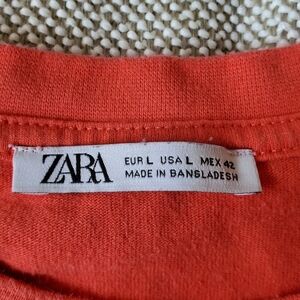 ZARA
EUR L USA L MEX 42
MADE IN BANGLADESH